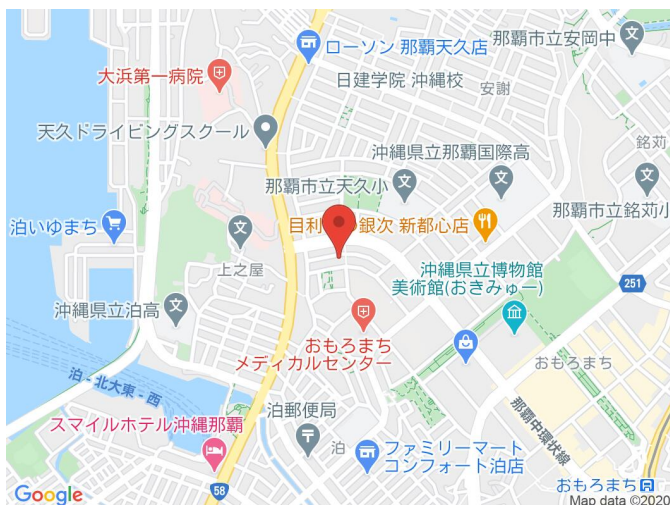 ローソン 那覇天久店
那覇市立安岡中
大浜第一病院
日建学院 沖縄校
安謝
天久ドライビングスクール
銘苅
沖縄県立那覇国際高
那覇市立天久小
那覇市立銘苅小
泊いゆまち
目利
の銀次 新都心店
上之屋
沖縄県立博物館
美術館(おきみゅー)
251
沖縄県立泊高
おもろまち
メディカルセンター
おもろまち
泊 - 北大東 - 西
スマイルホテル沖縄那覇
泊郵便局
泊
那覇中環状線
ファミリーマート
コンフォート泊店
58
おもろまち
Google
Map data ©2020